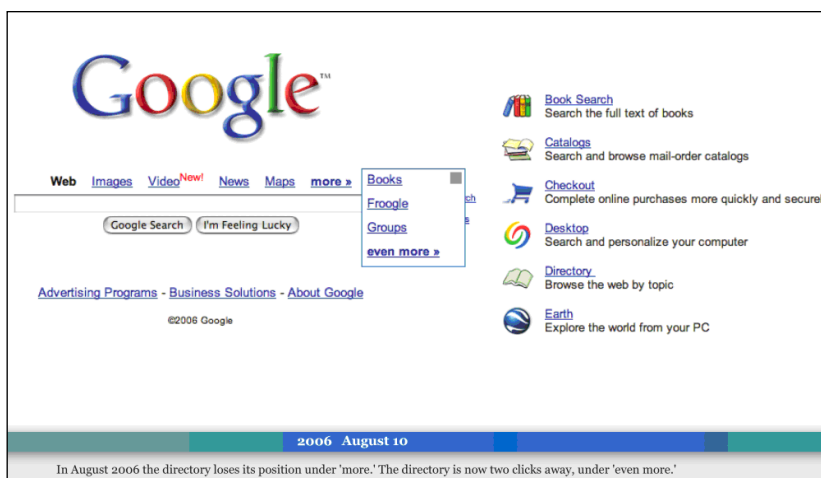 Google™
Web Images Video New! News Maps more »
Books
Froogle
Groups
even more »
Google Search I'm Feeling Lucky
Advertising Programs - Business Solutions - About Google
©2006 Google
Book Search
Search the full text of books
Catalogs
Search and browse mail-order catalogs
Checkout
Complete online purchases more quickly and
Desktop
Search and personalize your computer
Directory
Browse the web by topic
Earth
Explore the world from your PC
2006 August 10
In August 2006 the directory loses its position under 'more.' The directory is now two clicks away, under 'even more.'